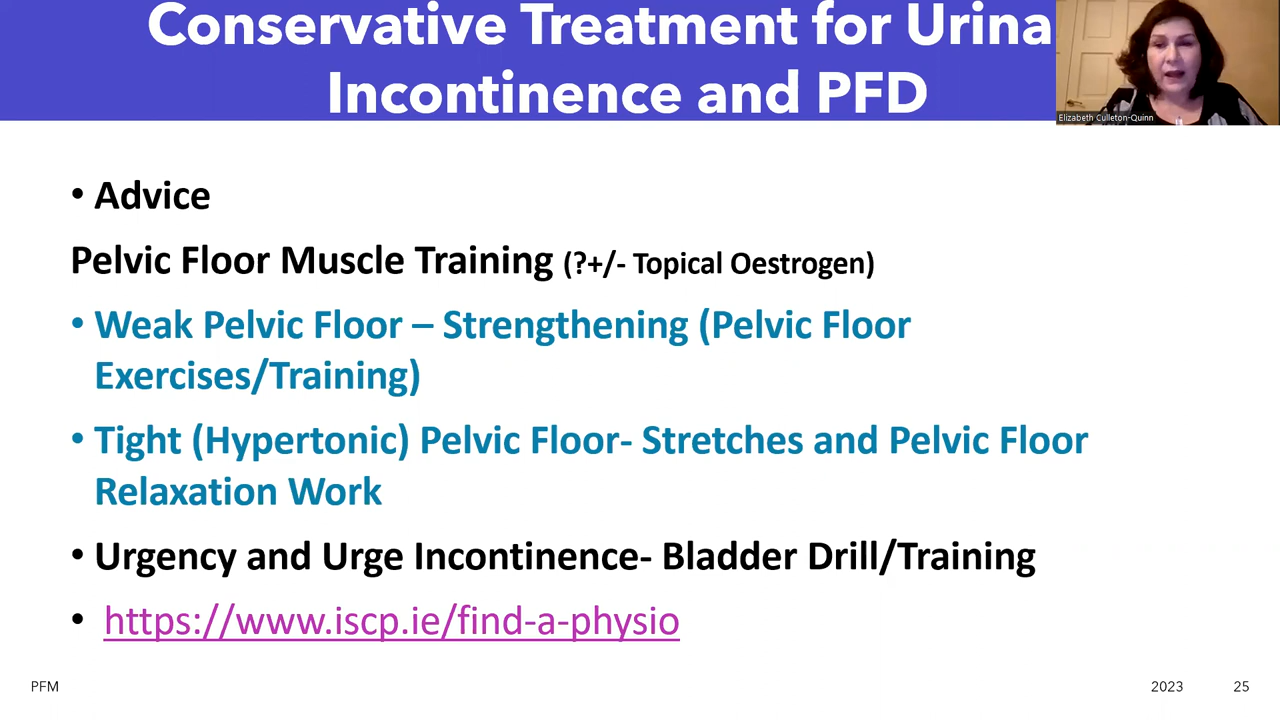 Conservative Treatment for Urina
Incontinence and PFD
Elizabeth Culleton-Quinn
• Advice
Pelvic Floor Muscle Training (?+/- Topical Oestrogen)
• Weak Pelvic Floor – Strengthening (Pelvic Floor
Exercises/Training)
• Tight (Hypertonic) Pelvic Floor- Stretches and Pelvic Floor
Relaxation Work
• Urgency and Urge Incontinence- Bladder Drill/Training
• https://www.iscp.ie/find-a-physio
PFM
2023
25